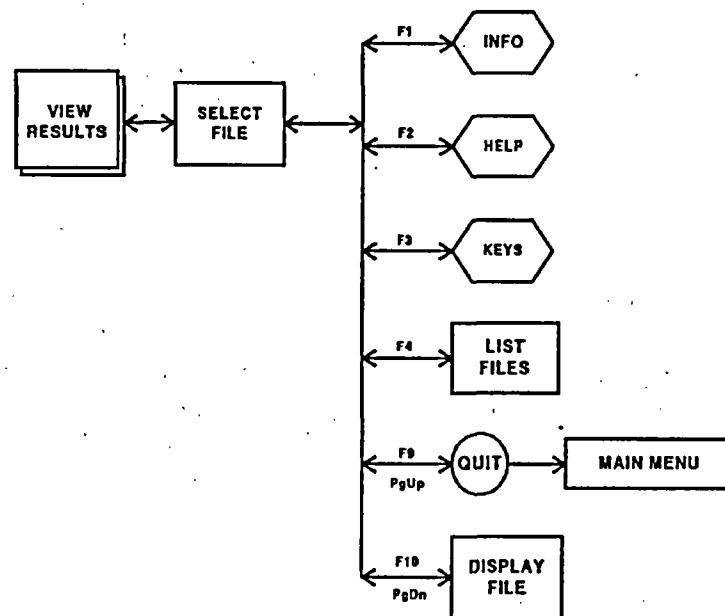 F1
INFO
VIEW
RESULTS
SELECT
FILE
F2
HELP
F3
KEYS
F4
LIST
FILES
F9
PgUp
QUIT
MAIN MENU
F10
PgDn
DISPLAY
FILE